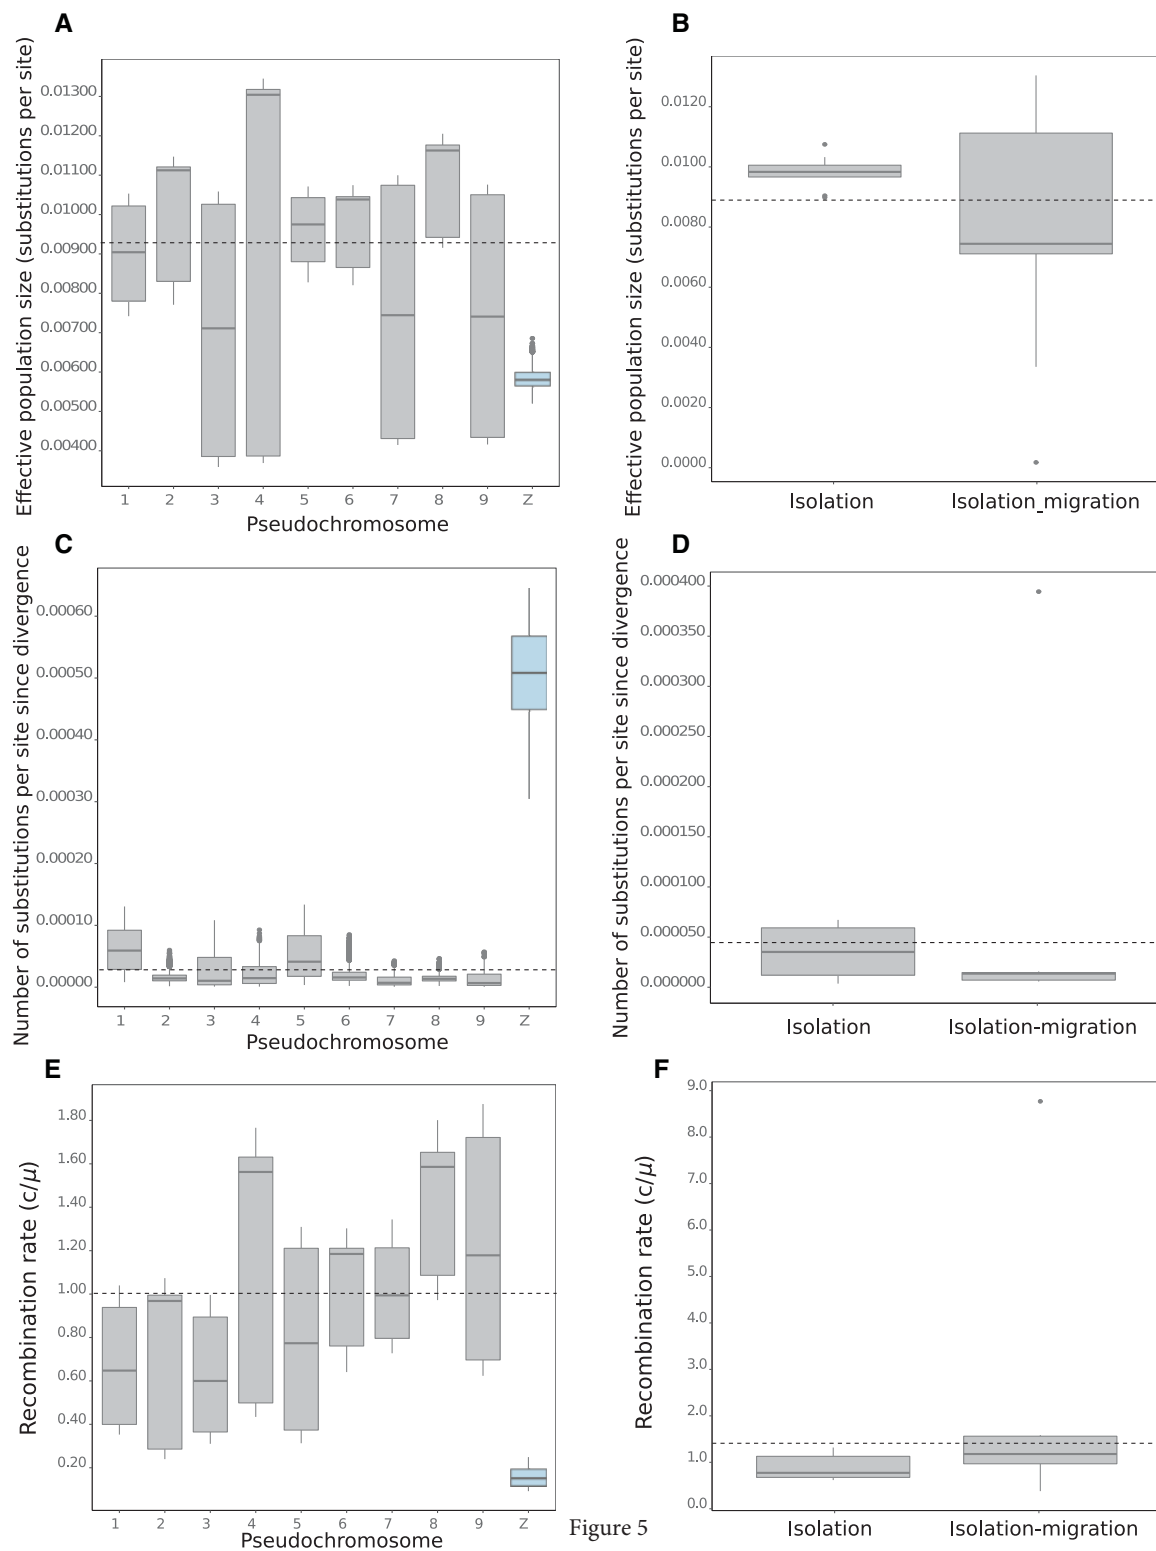 A
Effective population size (substitutions per site)
0.01300
0.01200
0.01100
0.01000
0.00900
0.00800
0.00700
0.00600
0.00500
0.00400
1 2 3 4 5 6 7 8 9 Z
Pseudochromosome
B
Effective population size (substitutions per site)
0.0120
0.0100
0.0080
0.0060
0.0040
0.0020
0.0000
Isolation Isolation_migration
C
Number of substitutions per site since divergence
0.00060
0.00050
0.00040
0.00030
0.00020
0.00010
0.00000
1 2 3 4 5 6 7 8 9 Z
Pseudochromosome
D
Number of substitutions per site since divergence
0.000400
0.000350
0.000300
0.000250
0.000200
0.000150
0.000100
0.000050
0.000000
Isolation Isolation-migration
E
Recombination rate (c/μ)
1.80
1.60
1.40
1.20
1.00
0.80
0.60
0.40
0.20
1 2 3 4 5 6 7 8 9 Z
Pseudochromosome
F
Recombination rate (c/μ)
9.0
8.0
7.0
6.0
5.0
4.0
3.0
2.0
1.0
0.0
Isolation Isolation-migration
Figure 5